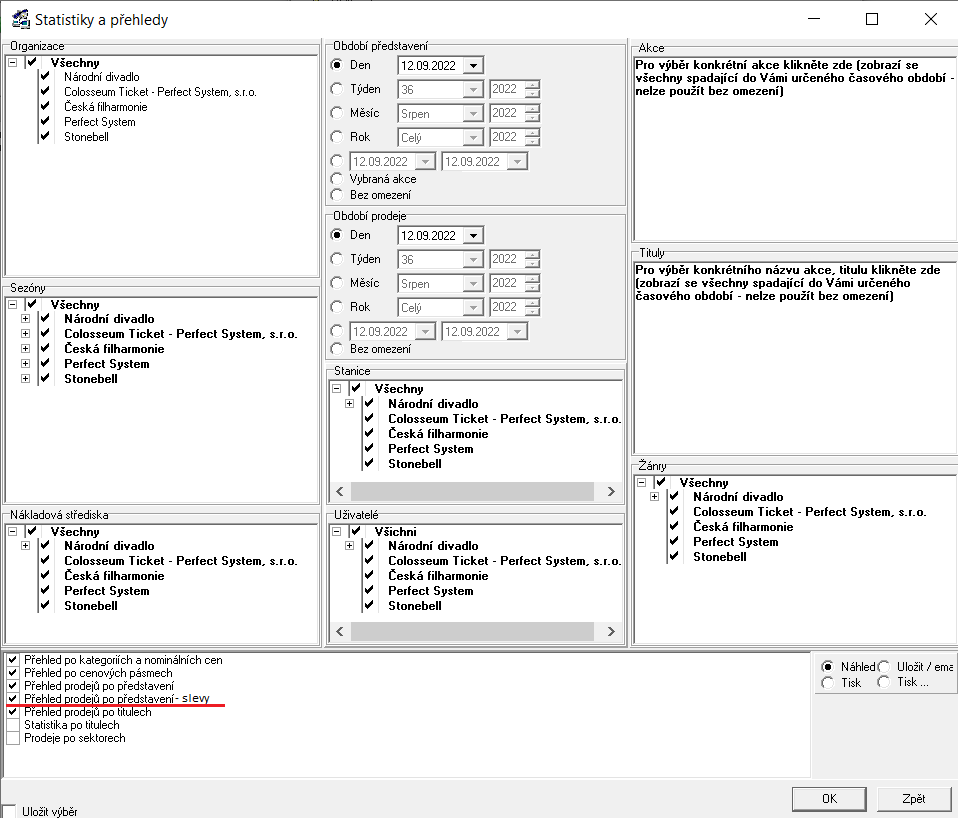 Statistiky a přehledy
Organizace
Všechny
Národní divadlo
Colosseum Ticket - Perfect System, s.r.o.
Česká filharmonie
Perfect System
Stonebell
Sezóny
Všechny
Národní divadlo
Colosseum Ticket - Perfect System, s.r.o.
Česká filharmonie
Perfect System
Stonebell
Nákladová střediska
Všechny
Národní divadlo
Colosseum Ticket - Perfect System, s.r.o.
Česká filharmonie
Perfect System
Stonebell
Období představení
Den 12.09.2022
Týden 36 2022
Měsíc Srpen 2022
Rok Celý 2022
12.09.2022 12.09.2022
Vybraná akce
Bez omezení
Období prodeje
Den 12.09.2022
Týden 36 2022
Měsíc Srpen 2022
Rok Celý 2022
12.09.2022 12.09.2022
Bez omezení
Stanice
Všechny
Národní divadlo
Colosseum Ticket - Perfect System, s.r.o.
Česká filharmonie
Perfect System
Stonebell
Uživatelé
Všichni
Národní divadlo
Colosseum Ticket - Perfect System, s.r.o.
Česká filharmonie
Perfect System
Stonebell
Akce
Pro výběr konkrétní akce klikněte zde (zobrazí se
všechny spadající do Vámi určeného časového období -
nelze použít bez omezení)
Tituly
Pro výběr konkrétního názvu akce, titulu klikněte zde
(zobrazí se všechny spadající do Vámi určeného
časového období - nelze použít bez omezení)
Žánry
Všechny
Národní divadlo
Colosseum Ticket - Perfect System, s.r.o.
Česká filharmonie
Perfect System
Stonebell
Přehled po kategoriích a nominálních cen
Přehled po cenových pásmech
Přehled prodejů po představení
Přehled prodejů po představení- slevy
Přehled prodejů po titulech
Statistika po titulech
Prodeje po sektorech
Náhled Uložit / ema
Tisk Tisk ...
OK Zpět
Uložit výběr